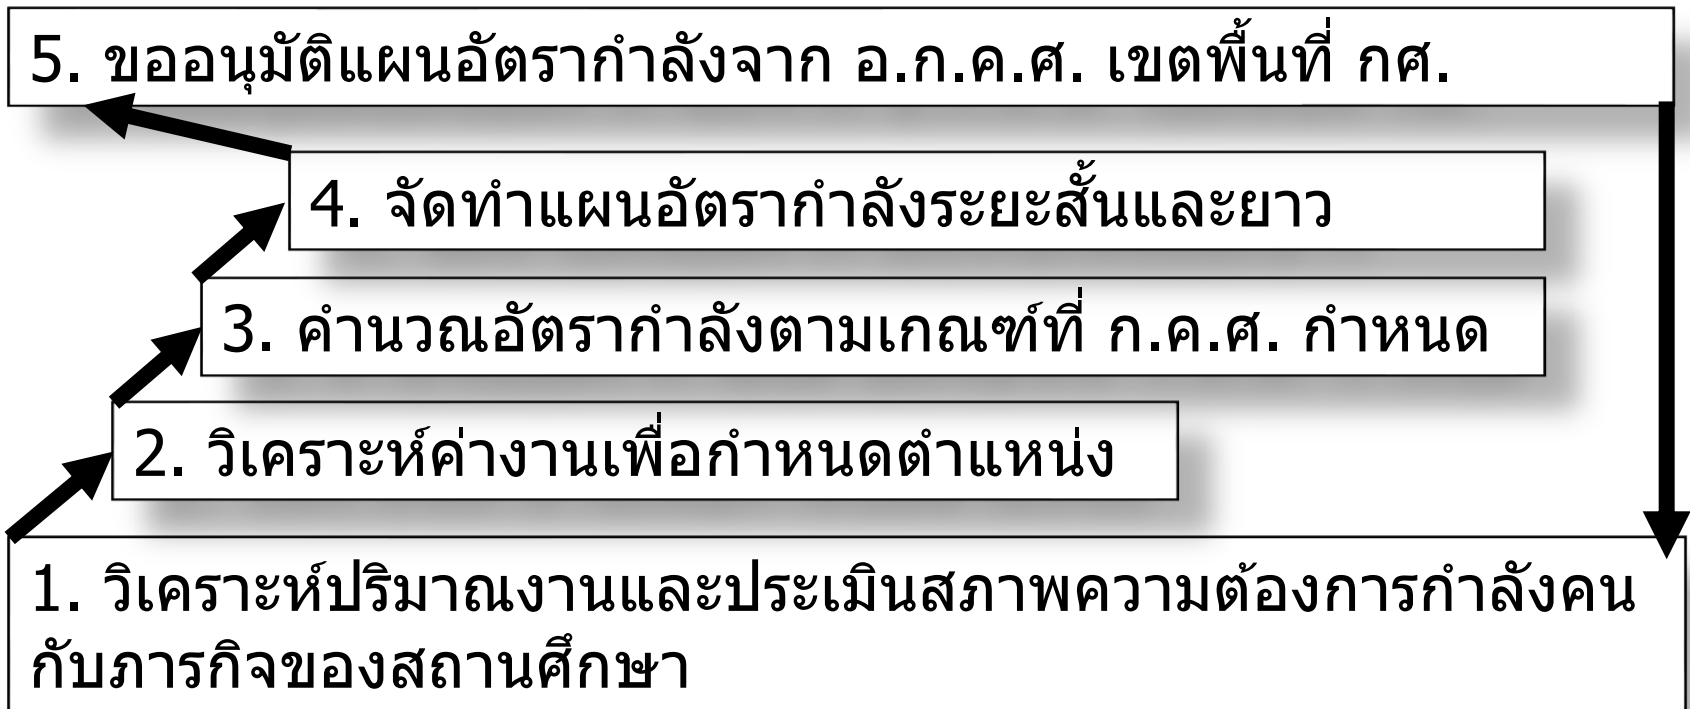 5. ขออนุมัติแผนอัตรากำลังจาก อ.ก.ค.ศ. เขตพื้นที่ กศ.
4. จัดทำแผนอัตรากำลังระยะสั้นและยาว
3. คำนวณอัตรากำลังตามเกณฑ์ที่ ก.ค.ศ. กำหนด
2. วิเคราะห์ค่างานเพื่อกำหนดตำแหน่ง
1. วิเคราะห์ปริมาณงานและประเมินสภาพความต้องการกำลังคน
กับภารกิจของสถานศึกษา